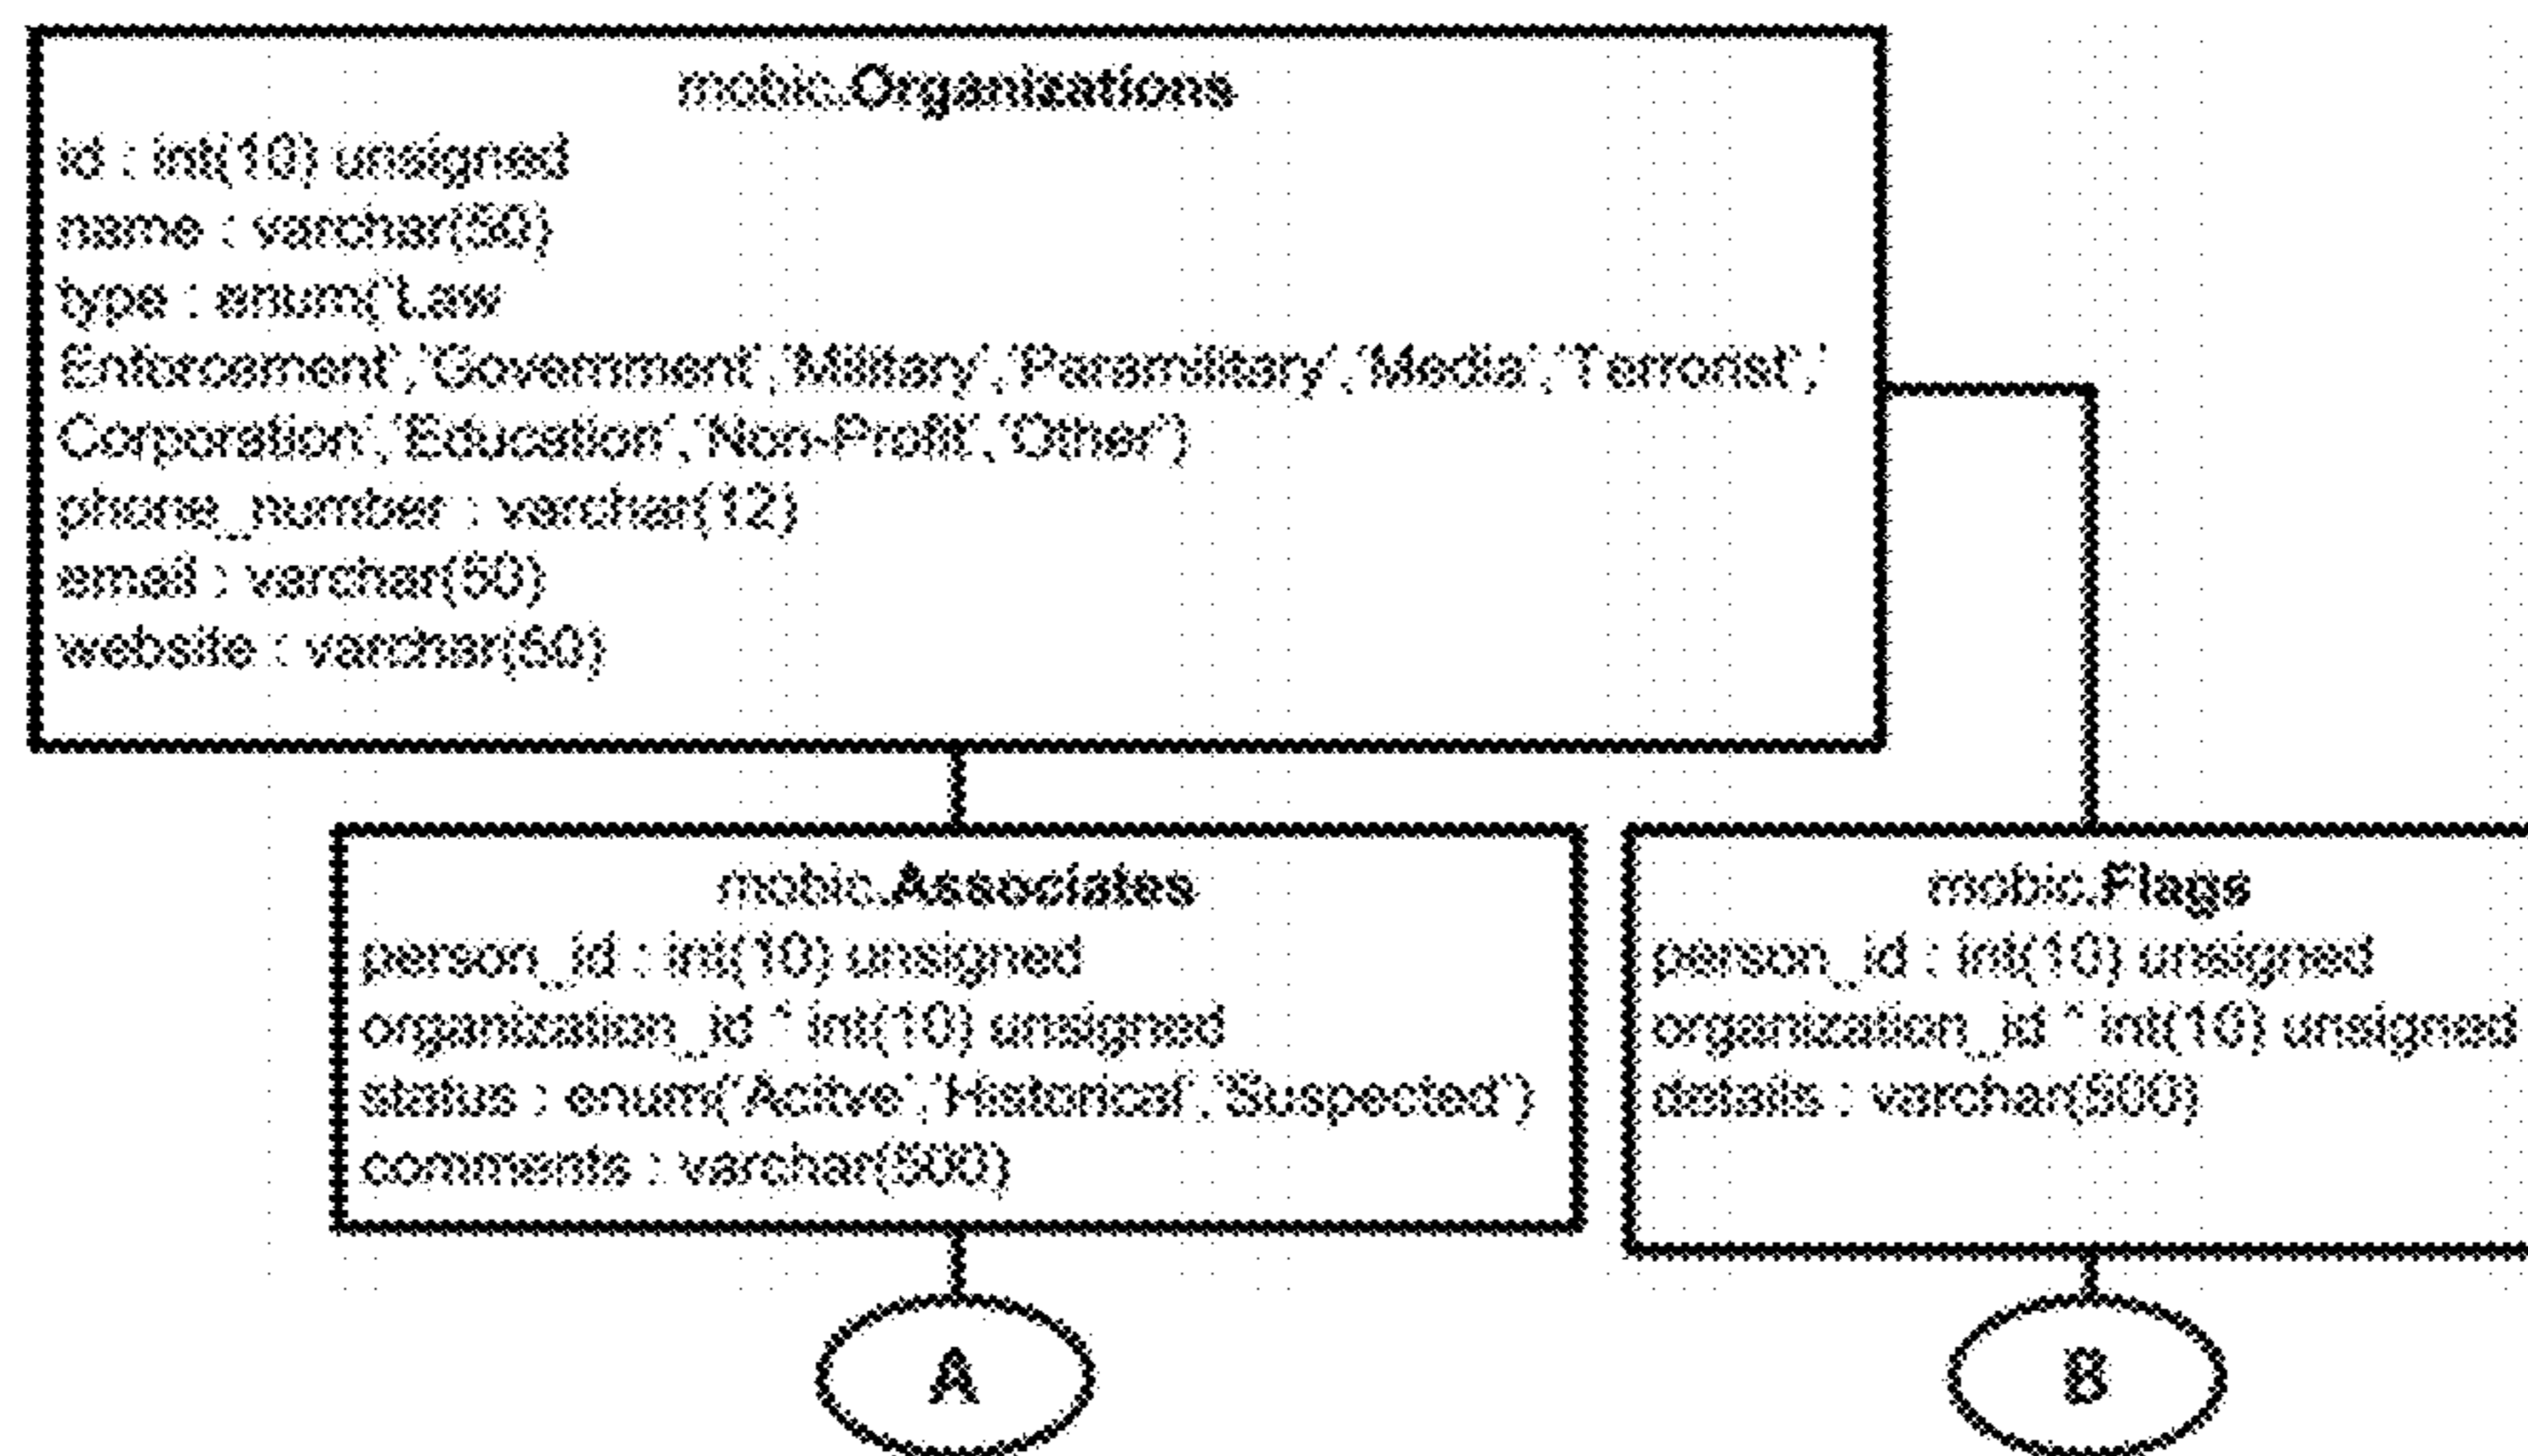 mobic.Organizations
id : int(10) unsigned
name : varchar(50)
type : enum('Law
Enforcement','Government','Military','Paramilitary','Media','Terrorist','
Corporation','Education','Non-Profit','Other')
phone_number : varchar(12)
email : varchar(50)
website : varchar(50)
mobic.Associates
person_id : int(10) unsigned
organization_id : int(10) unsigned
status : enum('Acitve','Historical','Suspected')
comments : varchar(500)
A
mobic.Flags
person_id : int(10) unsigned
organization_id : int(10) unsigned
details : varchar(500)
B